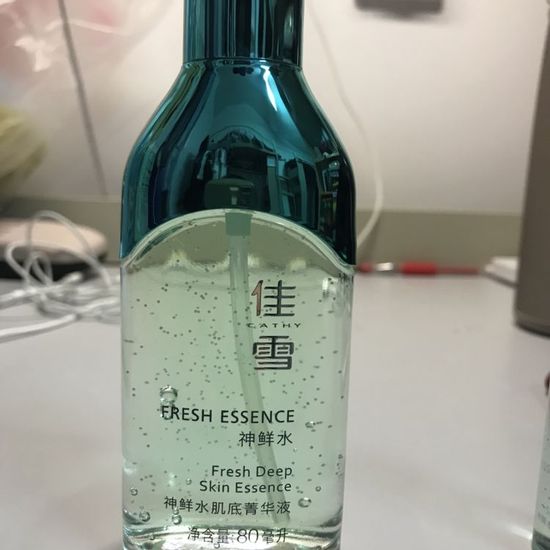 佳
CATHY
雪
FRESH ESSENCE
神鲜水
Fresh Deep
Skin Essence
神鲜水肌底菁华液
净含量:80毫升